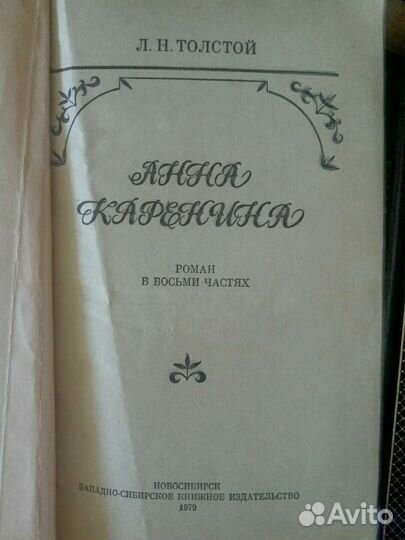 Л. Н. ТОЛСТОЙ
АННА
КАРЕНИНА
РОМАН
В ВОСЬМИ ЧАСТЯХ
НОВОСИБИРСК
ЗАПАДНО-СИБИРСКОЕ КНИЖНОЕ ИЗДАТЕЛЬСТВО
1979
Avito